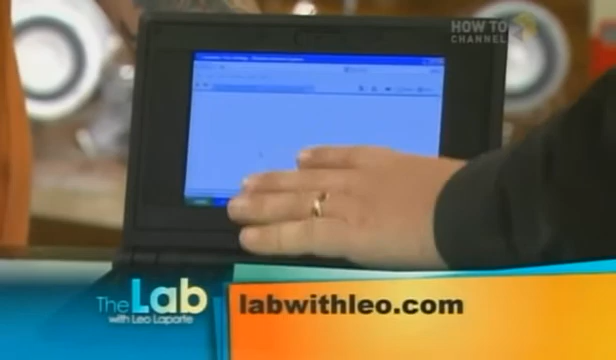 HOW TO
CHANNEL
The Lab
with Leo Laporte
labwithleo.com